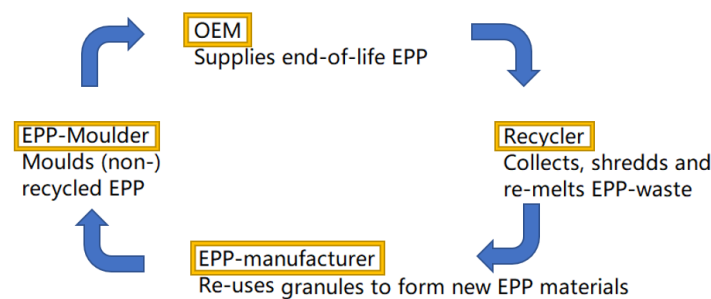 OEM
Supplies end-of-life EPP
EPP-Moulder
Moulds (non-)
recycled EPP
Recycler
Collects, shredds and
re-melts EPP-waste
EPP-manufacturer
Re-uses granules to form new EPP materials